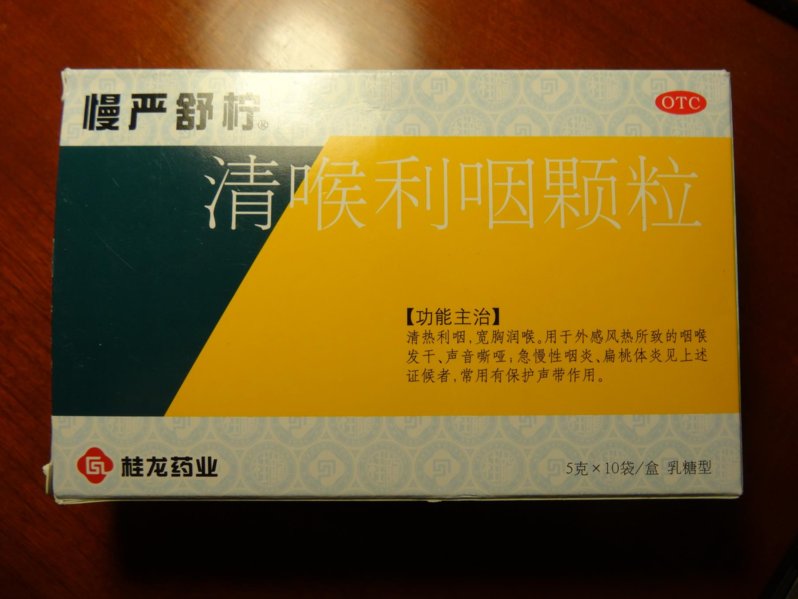 慢严舒柠®
OTC
清喉利咽颗粒
【功能主治】
清热利咽，宽胸润喉。用于外感风热所致的咽喉
发干、声音嘶哑；急慢性咽炎、扁桃体炎见上述
证候者，常用有保护声带作用。
桂龙药业
5克×10袋/盒 乳糖型